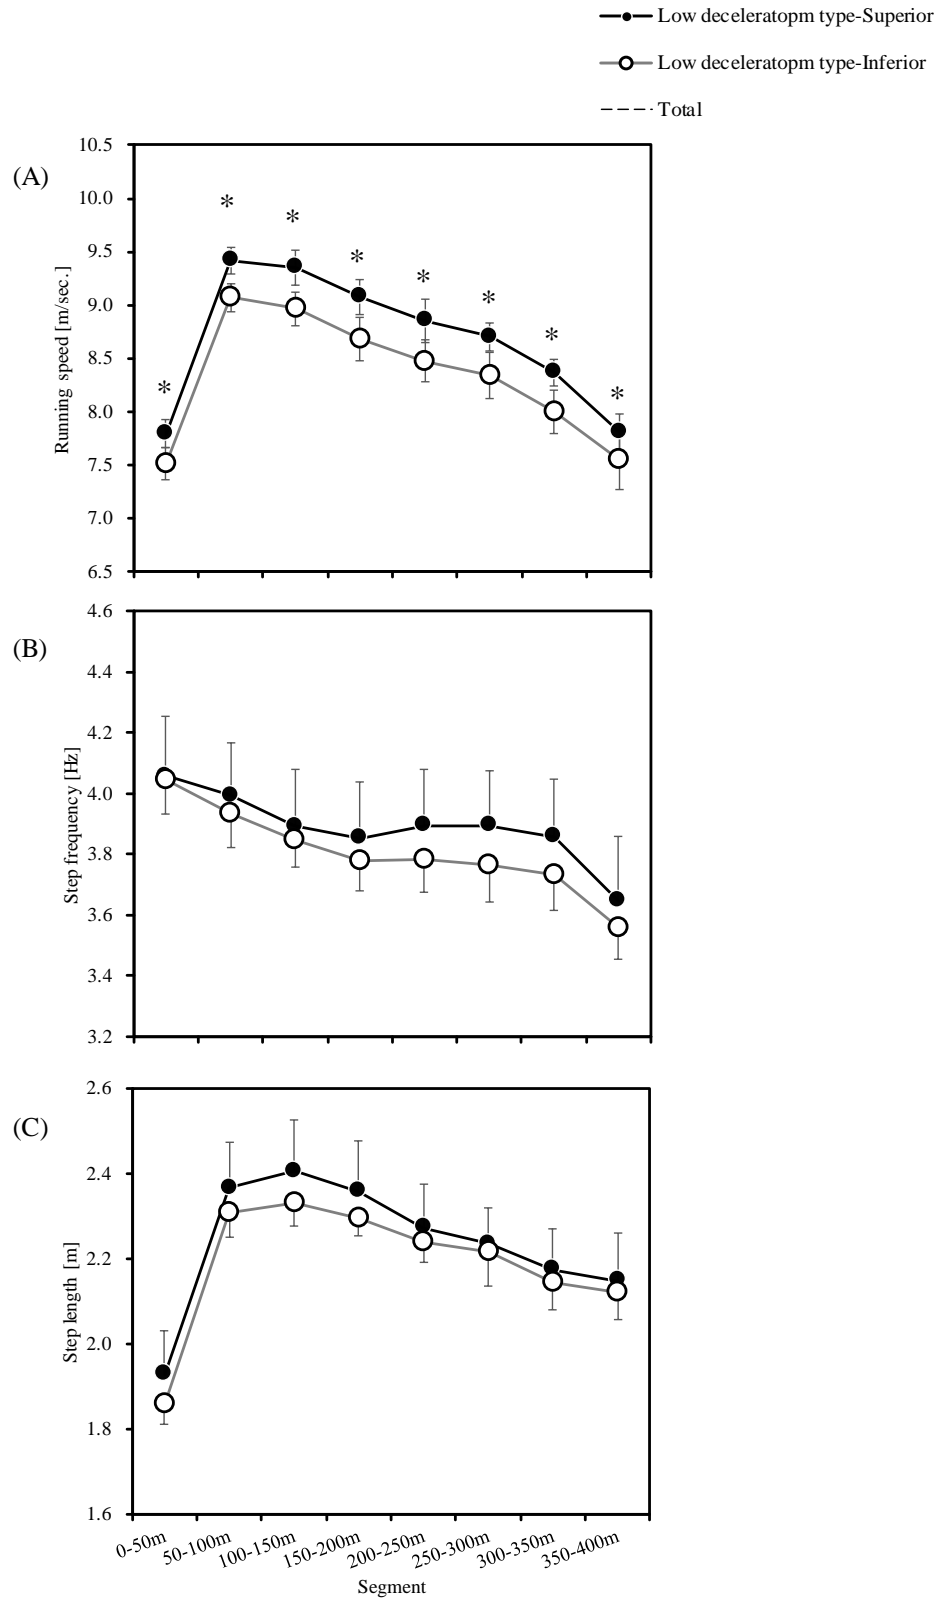 Low deceleratopm type-Superior
Low deceleratopm type-Inferior
Total
(A)
Running speed [m/sec.]
10.5
10.0
9.5
9.0
8.5
8.0
7.5
7.0
6.5
* * * * * * * *
(B)
Step frequency [Hz]
4.6
4.4
4.2
4.0
3.8
3.6
3.4
3.2
(C)
Step length [m]
2.6
2.4
2.2
2.0
1.8
1.6
0-50m 50-100m 100-150m 150-200m 200-250m 250-300m 300-350m 350-400m
Segment